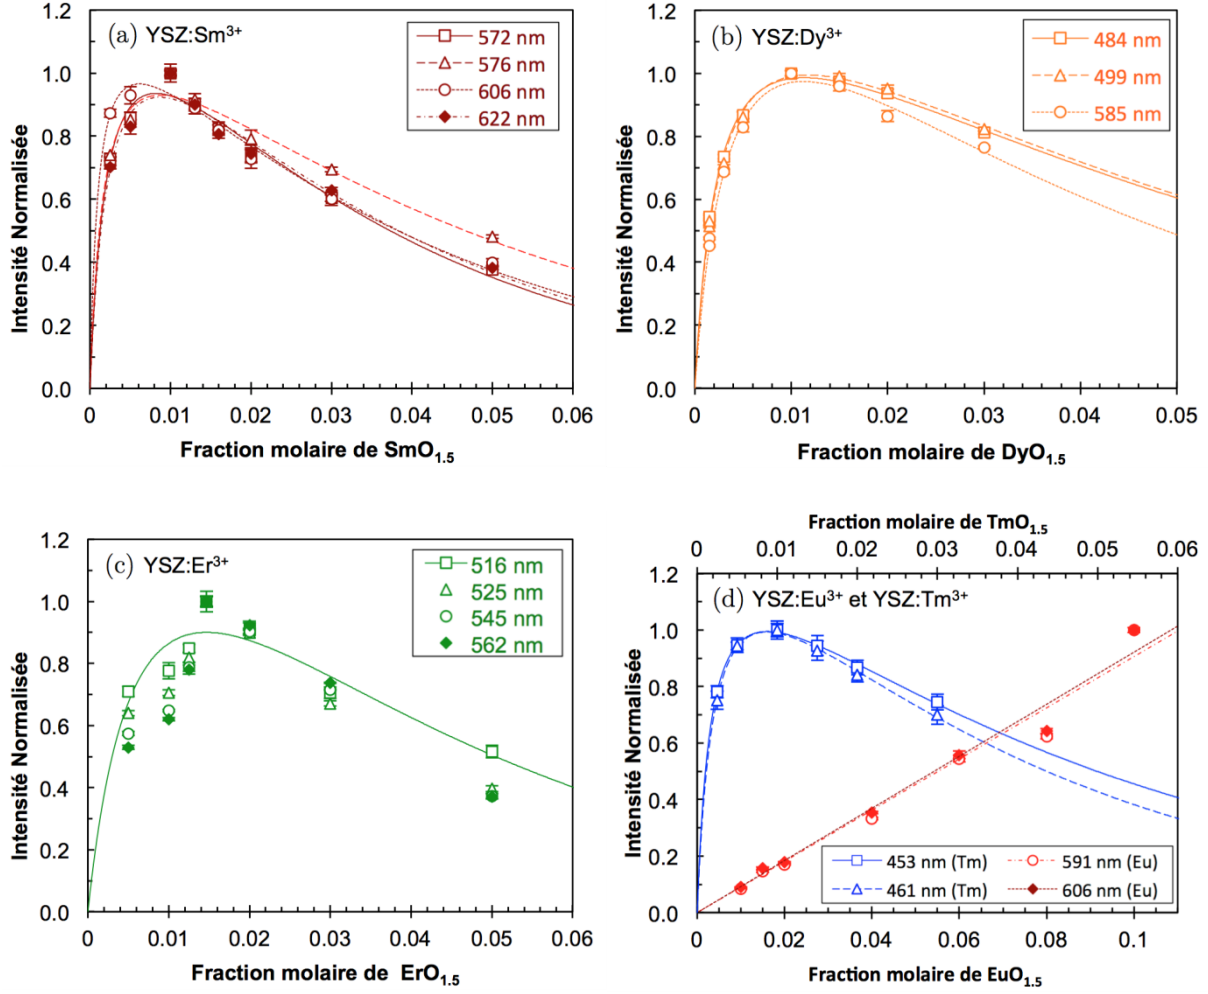 (a) YSZ:Sm³⁺
572 nm
576 nm
606 nm
622 nm
Intensité Normalisée
1.2
1.0
0.8
0.6
0.4
0.2
0.0
0 0.01 0.02 0.03 0.04 0.05 0.06
Fraction molaire de SmO₁.₅
(b) YSZ:Dy³⁺
484 nm
499 nm
585 nm
Intensité Normalisée
1.2
1.0
0.8
0.6
0.4
0.2
0.0
0 0.01 0.02 0.03 0.04 0.05
Fraction molaire de DyO₁.₅
(c) YSZ:Er³⁺
516 nm
525 nm
545 nm
562 nm
Intensité Normalisée
1.2
1.0
0.8
0.6
0.4
0.2
0.0
0 0.01 0.02 0.03 0.04 0.05 0.06
Fraction molaire de ErO₁.₅
Fraction molaire de TmO₁.₅
0 0.01 0.02 0.03 0.04 0.05 0.06
(d) YSZ:Eu³⁺ et YSZ:Tm³⁺
Intensité Normalisée
1.2
1.0
0.8
0.6
0.4
0.2
0.0
453 nm (Tm) 591 nm (Eu)
461 nm (Tm) 606 nm (Eu)
0 0.02 0.04 0.06 0.08 0.1
Fraction molaire de EuO₁.₅